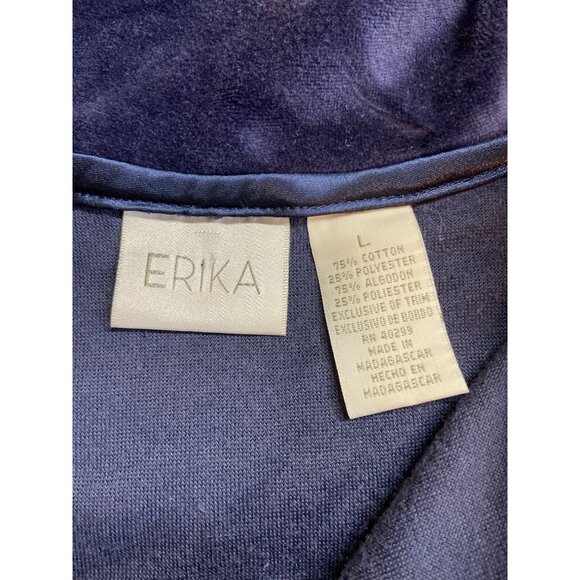 ERIKA
L
75% COTTON
25% POLYESTER
75% ALGODON
25% POLIESTER
EXCLUSIVE OF TRIM
EXCLUSIVO DE BORDO
RN 40299
MADE IN
MADAGASCAR
HECHO EN
MADAGASCAR